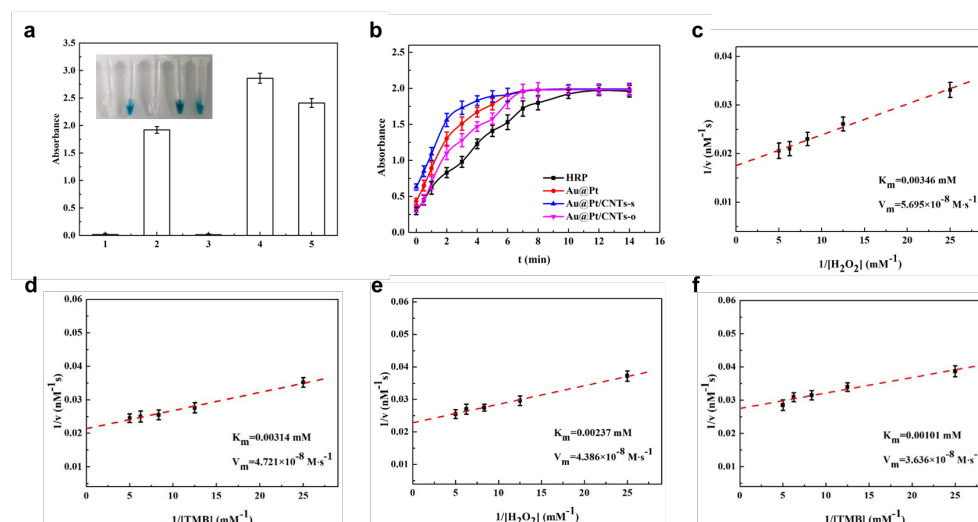 a
3.5
3.0
2.5
2.0
1.5
1.0
0.5
0.0
Absorbance
1 2 3 4 5
b
2.5
2.0
1.5
1.0
0.5
0.0
Absorbance
HRP
Au@Pt
Au@Pt/CNTs-s
Au@Pt/CNTs-o
0 2 4 6 8 10 12 14 16
t (min)
c
0.05
0.04
0.03
0.02
0.01
1/v (nM⁻¹s)
Kₘ=0.00346 mM
Vₘ=5.695×10⁻⁸ M·s⁻¹
0 5 10 15 20 25
1/[H₂O₂] (mM⁻¹)
d
0.06
0.05
0.04
0.03
0.02
0.01
1/v (nM⁻¹s)
Kₘ=0.00314 mM
Vₘ=4.721×10⁻⁸ M·s⁻¹
0 5 10 15 20 25
1/[TMB] (mM⁻¹)
e
0.06
0.05
0.04
0.03
0.02
0.01
1/v (nM⁻¹s)
Kₘ=0.00237 mM
Vₘ=4.386×10⁻⁸ M·s⁻¹
0 5 10 15 20 25
1/[H₂O₂] (mM⁻¹)
f
0.06
0.05
0.04
0.03
0.02
0.01
1/v (nM⁻¹s)
Kₘ=0.00101 mM
Vₘ=3.636×10⁻⁸ M·s⁻¹
0 5 10 15 20 25
1/[TMB] (mM⁻¹)